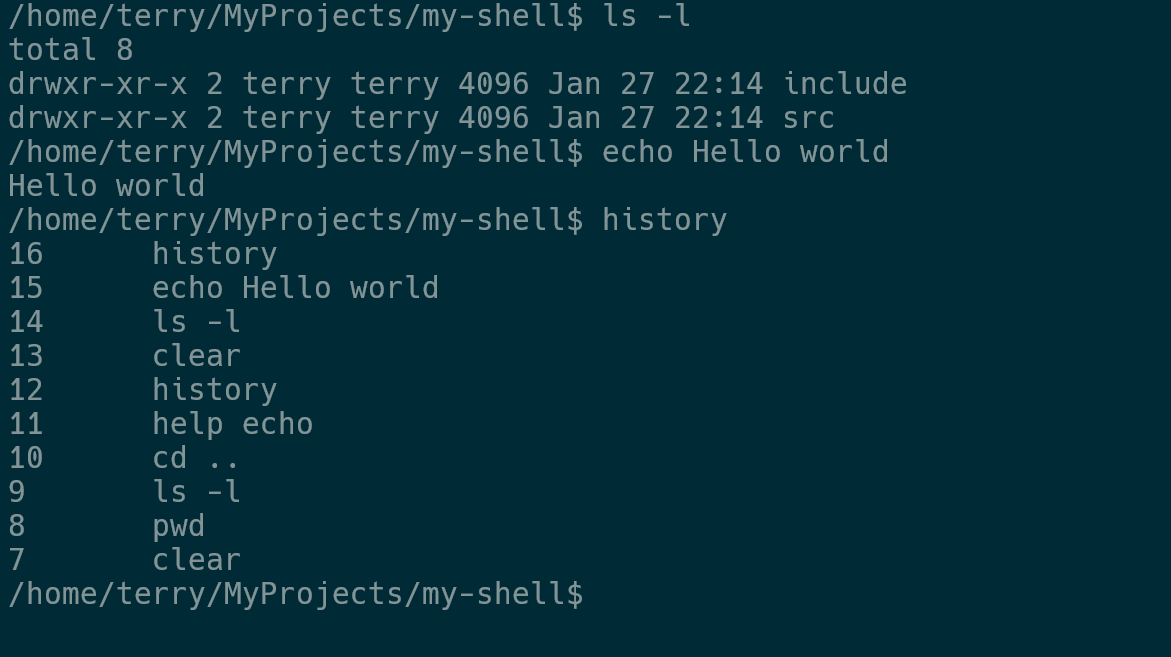 /home/terry/MyProjects/my-shell$ ls -l
total 8
drwxr-xr-x 2 terry terry 4096 Jan 27 22:14 include
drwxr-xr-x 2 terry terry 4096 Jan 27 22:14 src
/home/terry/MyProjects/my-shell$ echo Hello world
Hello world
/home/terry/MyProjects/my-shell$ history
16      history
15      echo Hello world
14      ls -l
13      clear
12      history
11      help echo
10      cd ..
9       ls -l
8       pwd
7       clear
/home/terry/MyProjects/my-shell$